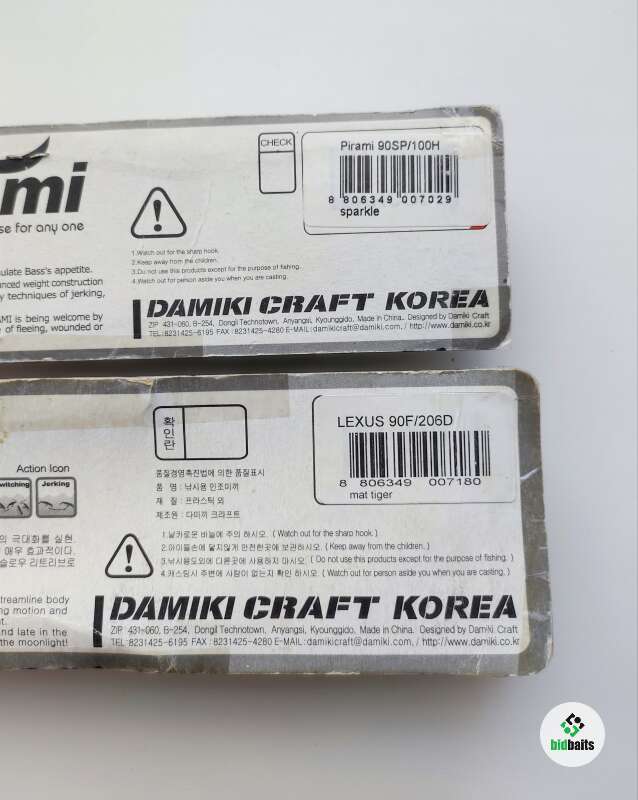 mi
se for any one
ulate Bass's appetite.
anced weight construction
y techniques of jerking,
AMI is being welcome by
e of fleeing, wounded or
CHECK
Pirami 90SP/100H
8 806349 007029
sparkle
1.Watch out for the sharp hook.
2.Keep away from the children.
3.Do not use this products except for the purpose of fishing.
4.Watch out for person aside you when you are casting.
DAMIKI CRAFT KOREA
ZIP 431-060, B-254, Dongil Technotown, Anyangsi, Kyounggido, Made in China. Designed by Damiki Craft
TEL:8231425-6195 FAX:8231425-4280 E-MAIL:damikicraft@damiki.com, / http://www.damiki.co.kr
Action Icon
witching
Jerking
의 극대화를 실현
매우 효과적이다.
슬로우 리트리브로
treamline body
ng motion and
nt.
nd late in the
the moonlight!
확인란
품질경영촉진법에 의한 품질표시
품 명 : 낚시용 인조미끼
재 질 : 프라스틱 외
제조원 : 다미끼 크라프트
LEXUS 90F/206D
8 806349 007180
mat tiger
1.날카로운 바늘에 주의 하시오. ( Watch out for the sharp hook. )
2.아이들손에 닿지않게 안전한곳에 보관하시오. ( Keep away from the children. )
3.낚시용도외에 다른곳에 사용하지 마시오. ( Do not use this products except for the purpose of fishing. )
4.캐스팅시 주변에 사람이 없는지 확인 하시오. ( Watch out for person aside you when you are casting. )
DAMIKI CRAFT KOREA
ZIP 431-060, B-254, Dongil Technotown, Anyangsi, Kyounggido, Made in China. Designed by Damiki Craft
TEL:8231425-6195 FAX:8231425-4280 E-MAIL:damikicraft@damiki.com, / http://www.damiki.co.kr
bidbaits